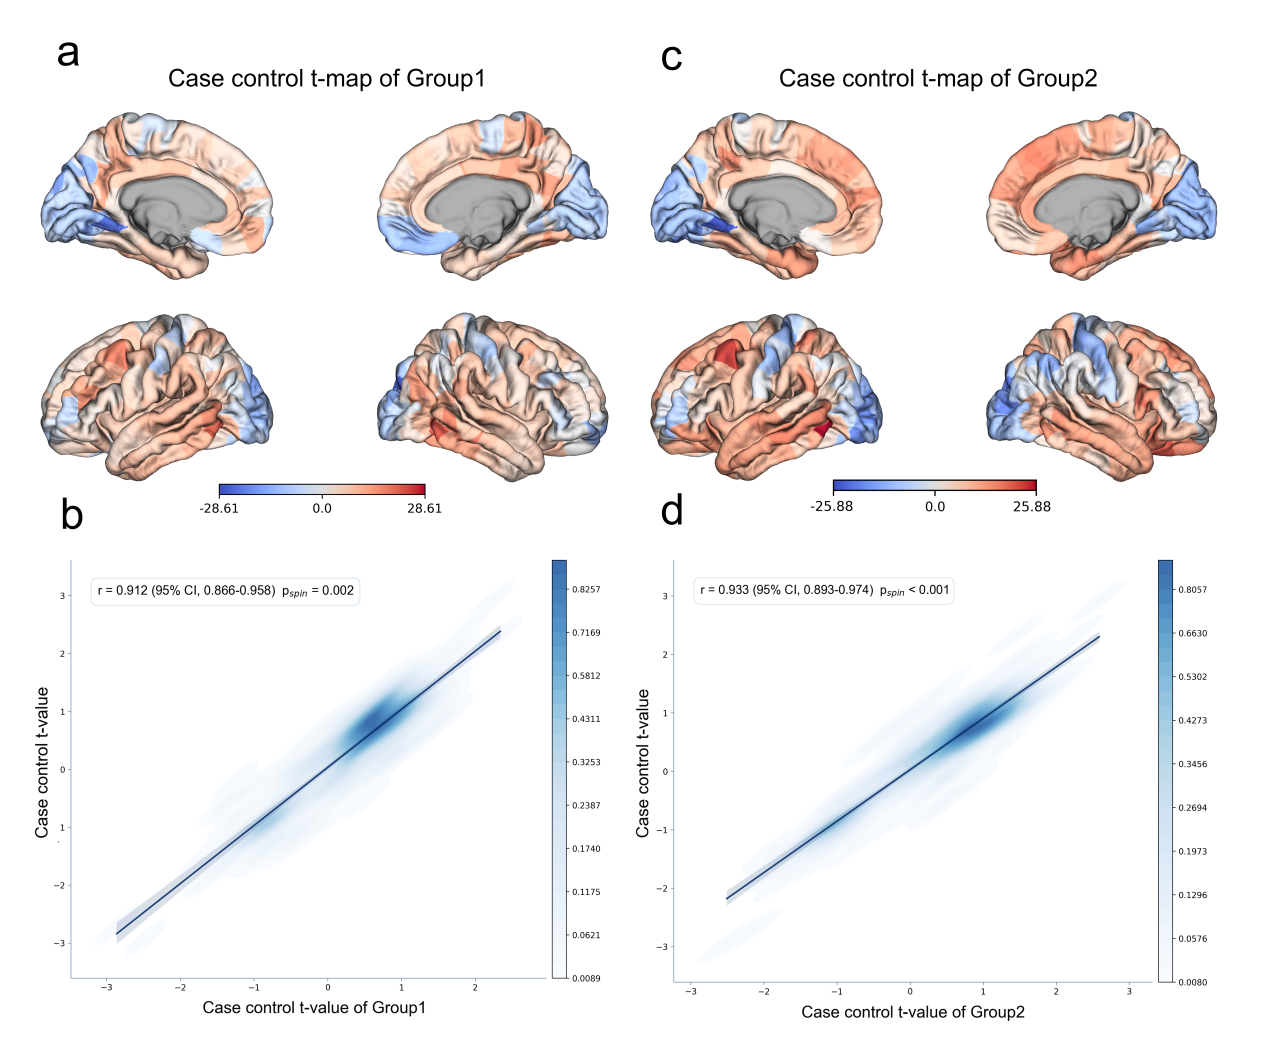 a
Case control t-map of Group1
-28.61 0.0 28.61
b
r = 0.912 (95% CI, 0.866-0.958) pspin = 0.002
Case control t-value
3
2
1
0
1
−2
−3
−3 −2 −1 0 1 2
Case control t-value of Group1
0.8257
0.7169
0.5812
0.4311
0.3253
0.2387
0.1740
0.1175
0.0621
0.0089
c
Case control t-map of Group2
-25.88 0.0 25.88
d
r = 0.933 (95% CI, 0.893-0.974) pspin < 0.001
Case control t-value
3
2
1
0
−1
−2
−3
−3 −2 −1 0 1 2 3
Case control t-value of Group2
0.8057
0.6630
0.5302
0.4273
0.3456
0.2694
0.1973
0.1296
0.0576
0.0080